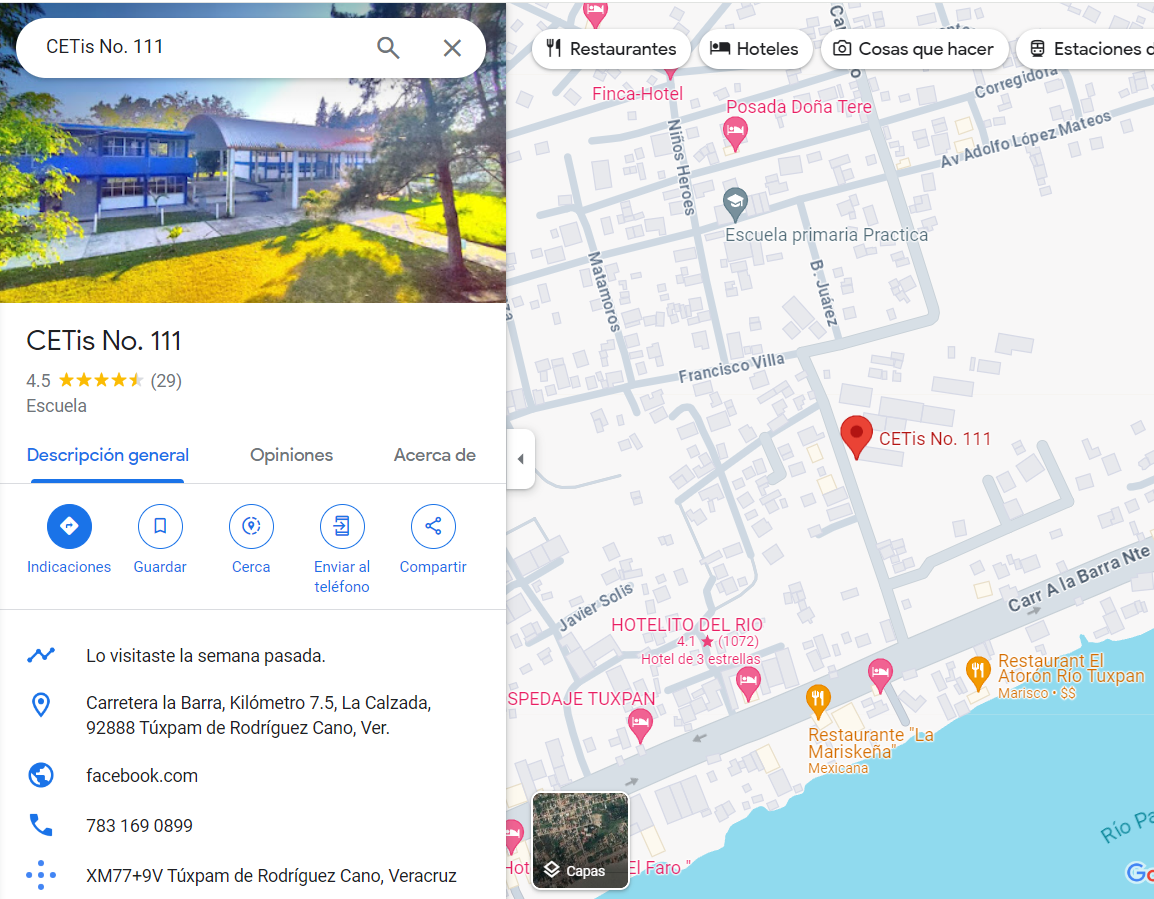 CETis No. 111
CETis No. 111
4.5 (29)
Escuela
Descripción general
Opiniones
Acerca de
Indicaciones
Guardar
Cerca
Enviar al
teléfono
Compartir
Lo visitaste la semana pasada.
Carretera la Barra, Kilómetro 7.5, La Calzada,
92888 Túxpam de Rodríguez Cano, Ver.
facebook.com
783 169 0899
XM77+9V Túxpam de Rodríguez Cano, Veracruz
Restaurantes
Hoteles
Cosas que hacer
Estaciones d
Finca-Hotel
Posada Doña Tere
Corregidora
Av Adolfo López Mateos
Niños Heroes
Escuela primaria Practica
Matamoros
B. Juárez
Francisco Villa
CETis No. 111
Carr A la Barra Nte
Javier Solis
HOTELITO DEL RIO
4.1 (1072)
Hotel de 3 estrellas
SPEDAJE TUXPAN
Restaurant El
Atorón Río Tuxpan
Marisco • $$
Restaurante "La
Mariskeña"
Mexicana
Río Pa
Capas
Hot
El Faro "
Go